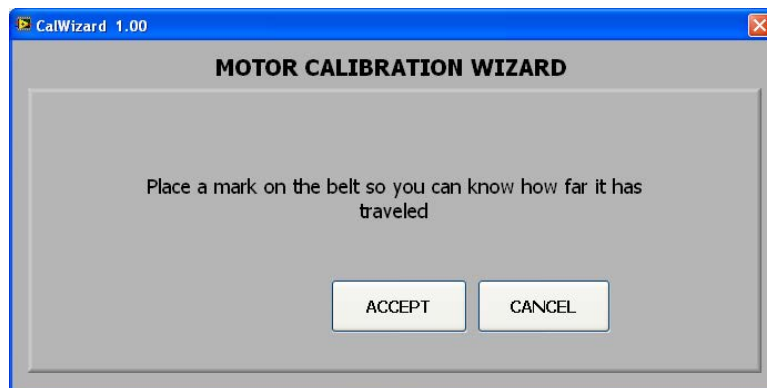 CalWizard 1.00
MOTOR CALIBRATION WIZARD
Place a mark on the belt so you can know how far it has
traveled
ACCEPT
CANCEL